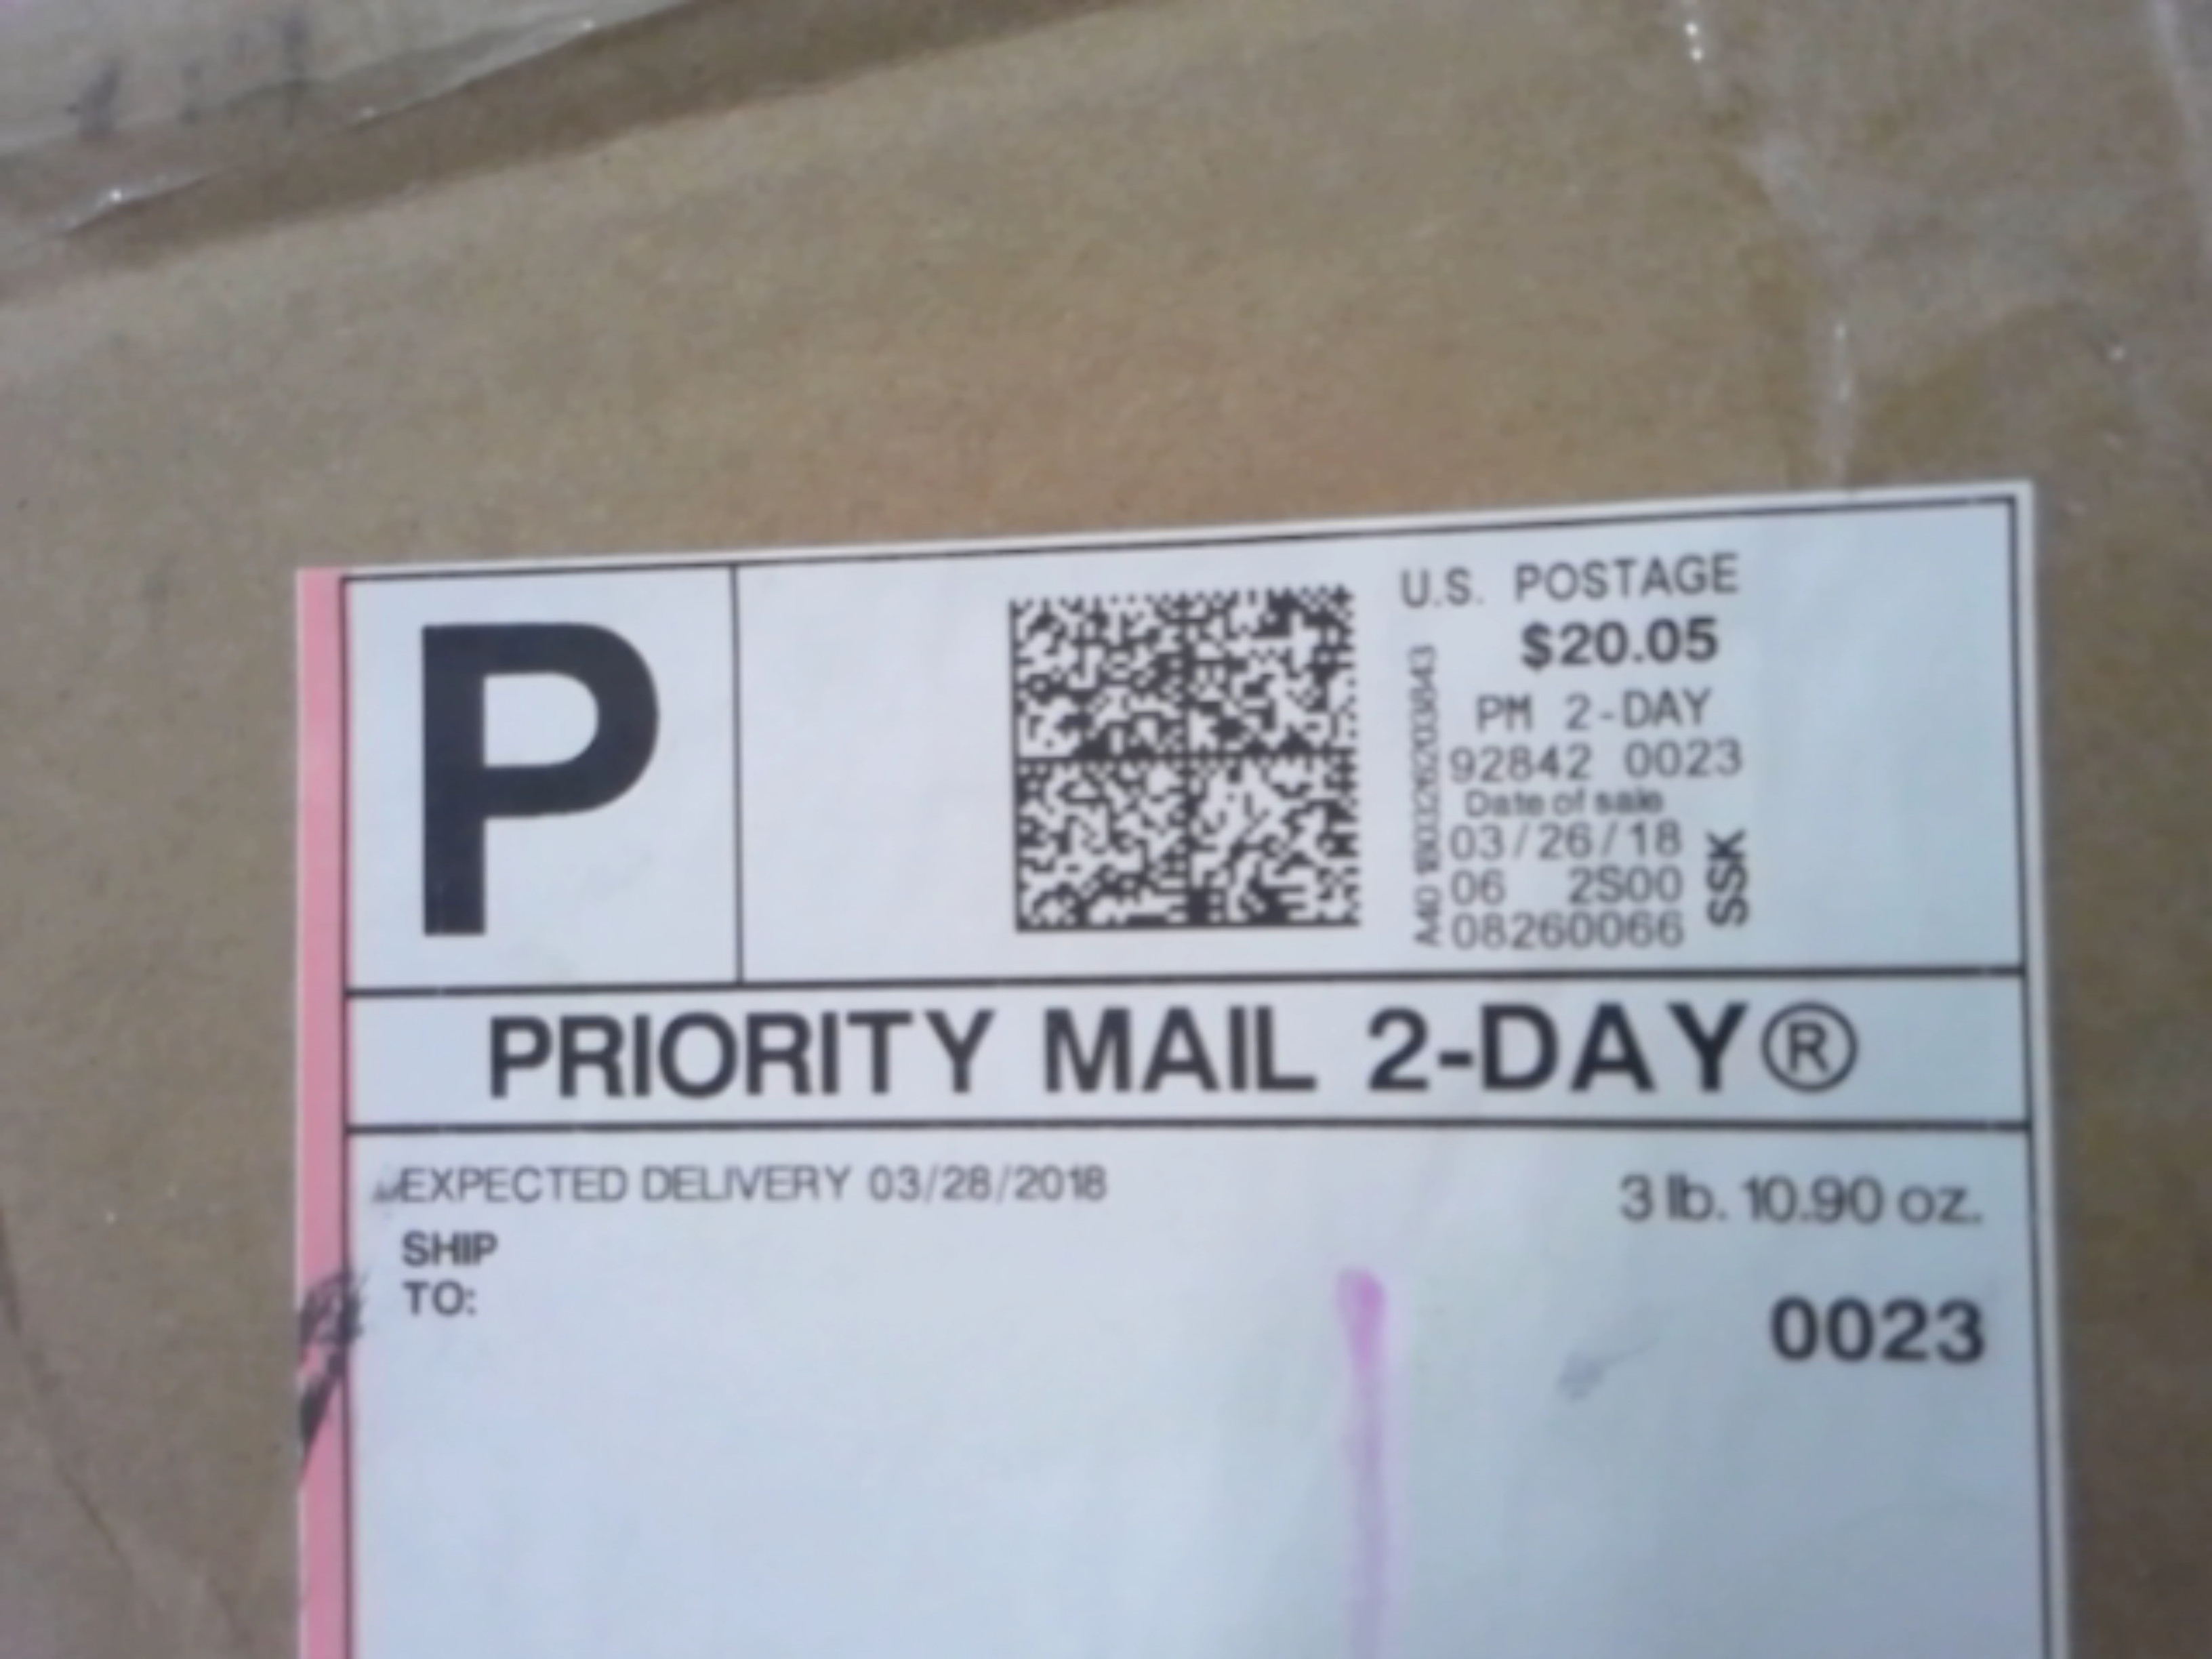 P
U.S. POSTAGE
$20.05
PM 2-DAY
92842 0023
Date of sale
03/26/18
06 2S00
08260066
SSK
PRIORITY MAIL 2-DAY®
EXPECTED DELIVERY 03/28/2018
3 lb. 10.90 oz.
SHIP
TO:
0023